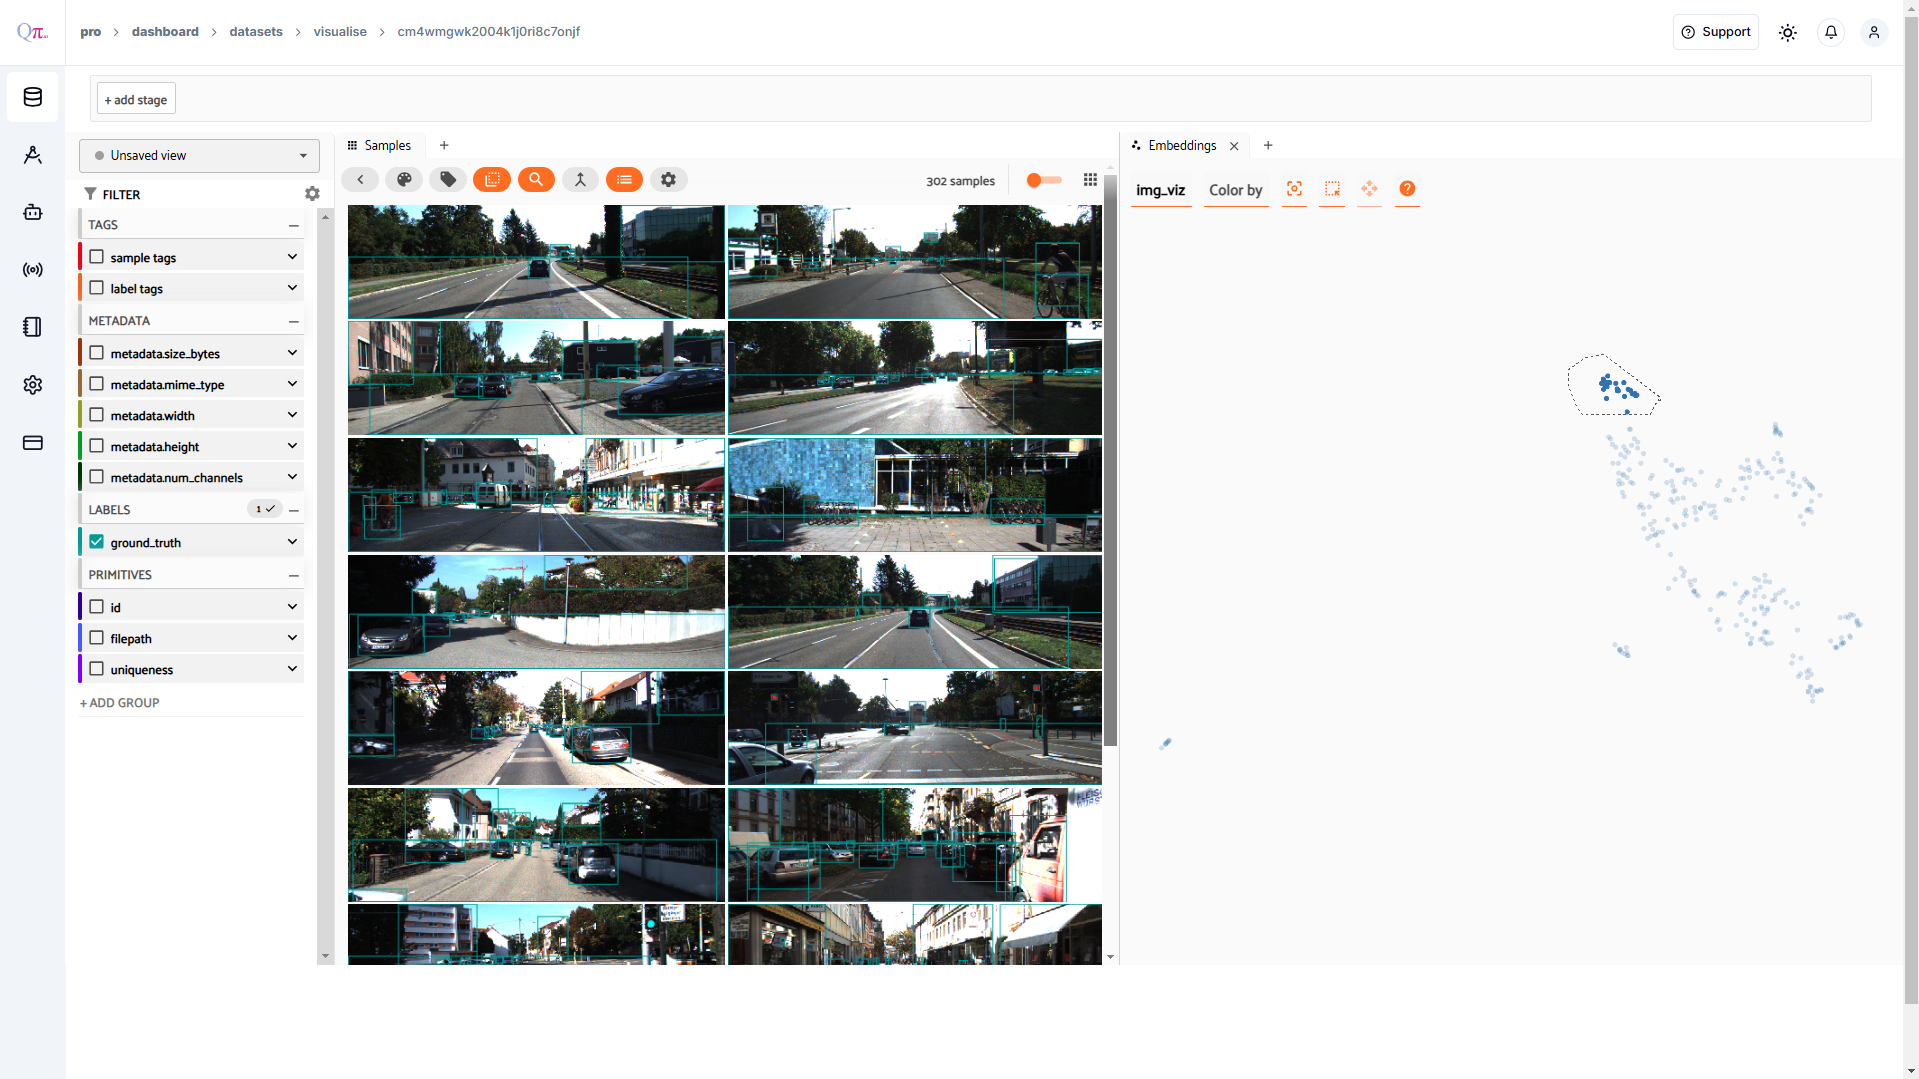 Qπ.ai
pro > dashboard > datasets > visualise > cm4wmgwk2004k1j0ri8c7onjf
Support
+ add stage
Unsaved view
FILTER
TAGS
sample tags
label tags
METADATA
metadata.size_bytes
metadata.mime_type
metadata.width
metadata.height
metadata.num_channels
LABELS
1
ground_truth
PRIMITIVES
id
filepath
uniqueness
+ ADD GROUP
Samples
+
302 samples
Embeddings
+
img_viz
Color by
?